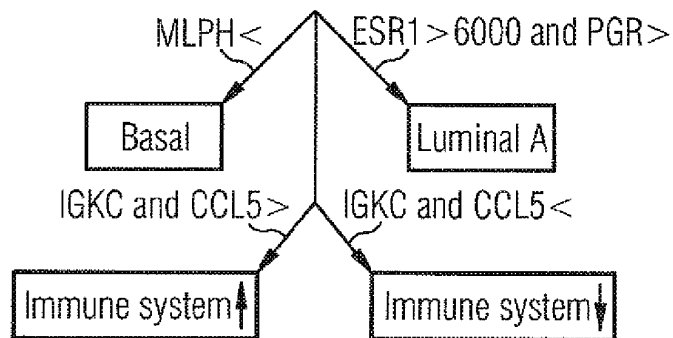 MLPH< ESR1>6000 and PGR>
Basal Luminal A
IGKC and CCL5> IGKC and CCL5<
Immune system Immune system